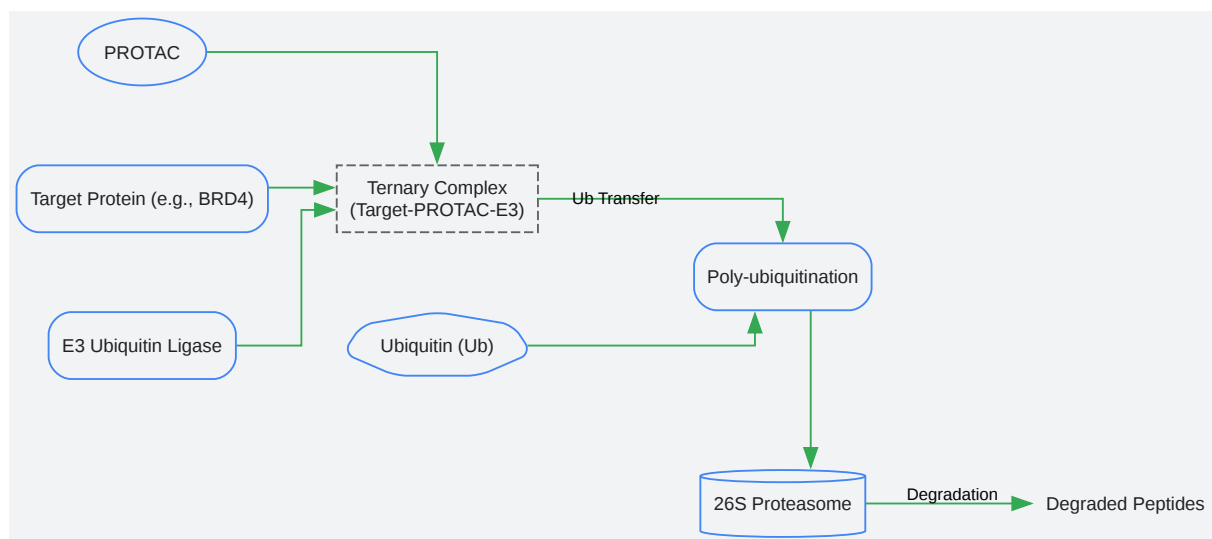 PROTAC
Target Protein (e.g., BRD4)
Ternary Complex
(Target-PROTAC-E3)
Ub Transfer
Poly-ubiquitination
E3 Ubiquitin Ligase
Ubiquitin (Ub)
26S Proteasome
Degradation
Degraded Peptides